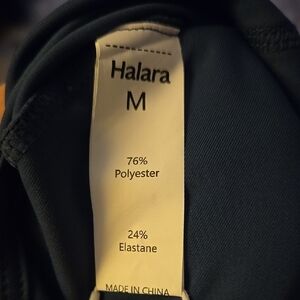 Halara
M
76%
Polyester
24%
Elastane
MADE IN CHINA